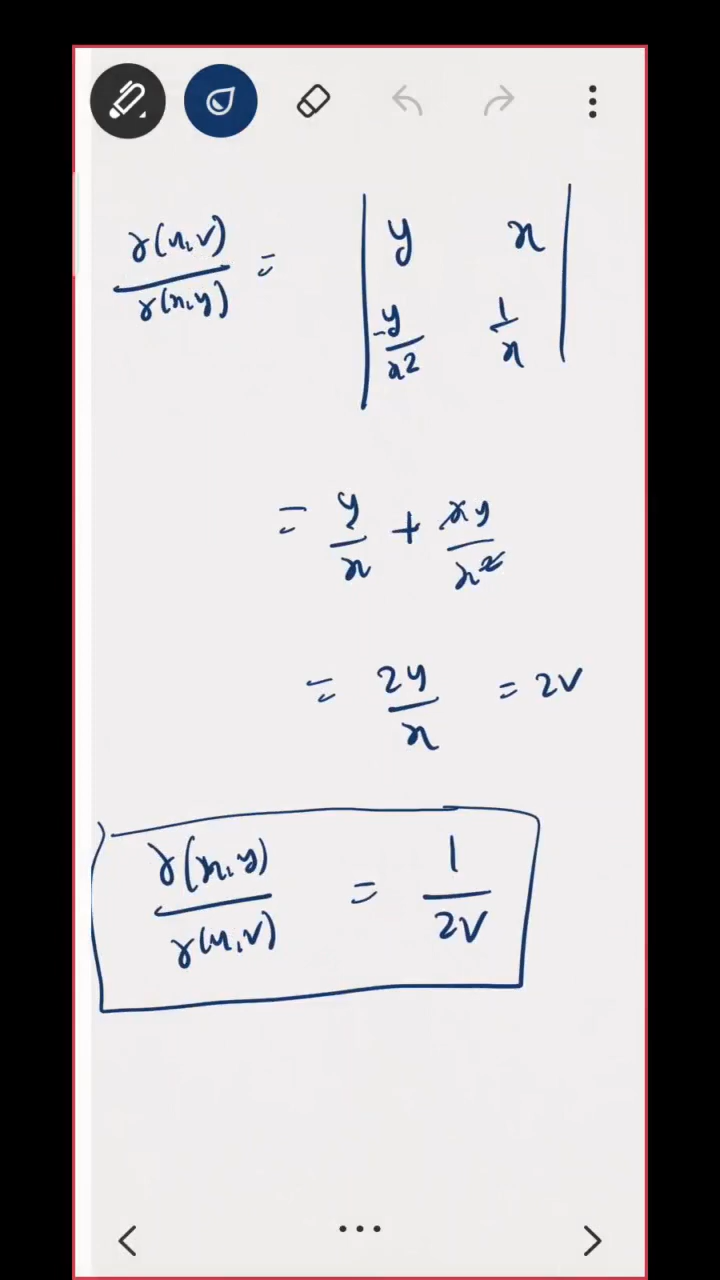 ∂(u,v)/∂(x,y) = | y x |
| -y/x² 1/x |
= y/x + xy/x²
= 2y/x = 2v
∂(x,y)/∂(u,v) = 1/2v